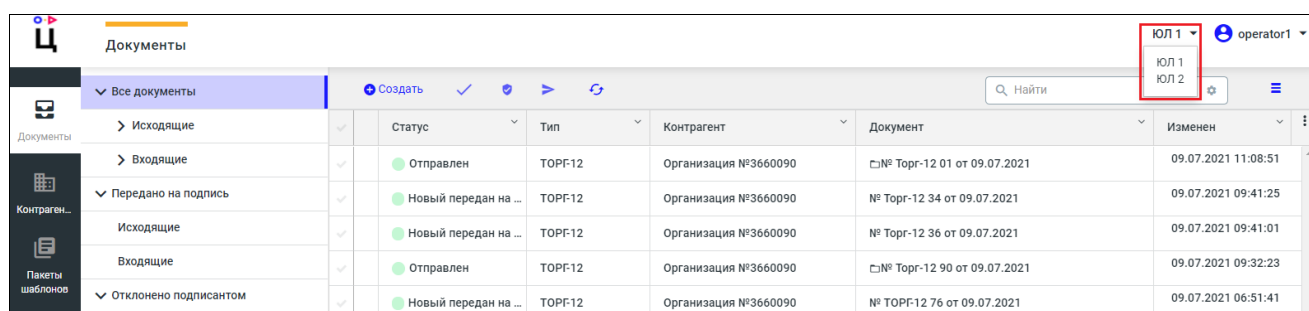 ц
Документы
ЮЛ 1
operator1
ЮЛ 1
ЮЛ 2
Документы
Контраген...
Пакеты
шаблонов
Все документы
Исходящие
Входящие
Передано на подпись
Исходящие
Входящие
Отклонено подписантом
Создать
Найти
Статус Тип Контрагент Документ Изменен
Отправлен ТОРГ-12 Организация №3660090 № Торг-12 01 от 09.07.2021 09.07.2021 11:08:51
Новый передан на ... ТОРГ-12 Организация №3660090 № Торг-12 34 от 09.07.2021 09.07.2021 09:41:25
Новый передан на ... ТОРГ-12 Организация №3660090 № Торг-12 36 от 09.07.2021 09.07.2021 09:41:01
Отправлен ТОРГ-12 Организация №3660090 № Торг-12 90 от 09.07.2021 09.07.2021 09:32:23
Новый передан на ... ТОРГ-12 Организация №3660090 № ТОРГ-12 76 от 09.07.2021 09.07.2021 06:51:41